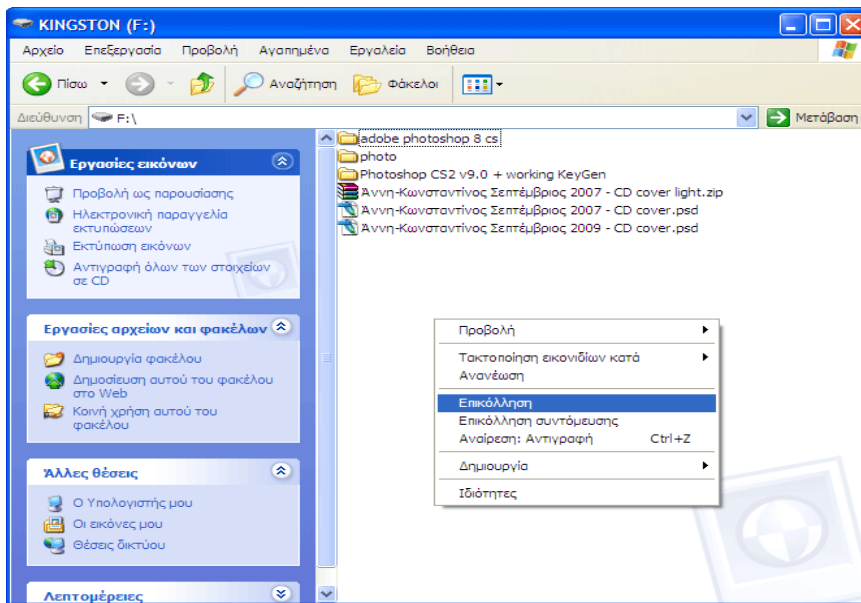 KINGSTON (F:)
Αρχείο Επεξεργασία Προβολή Αγαπημένα Εργαλεία Βοήθεια
Πίσω Αναζήτηση Φάκελοι
Διεύθυνση F:\ Μετάβαση
Εργασίες εικόνων
Προβολή ως παρουσίασης
Ηλεκτρονική παραγγελία
εκτυπώσεων
Εκτύπωση εικόνων
Αντιγραφή όλων των στοιχείων
σε CD
Εργασίες αρχείων και φακέλων
Δημιουργία φακέλου
Δημοσίευση αυτού του φακέλου
στο Web
Κοινή χρήση αυτού του
φακέλου
Άλλες θέσεις
Ο Υπολογιστής μου
Οι εικόνες μου
Θέσεις δικτύου
Λεπτομέρειες
adobe photoshop 8 cs
photo
Photoshop CS2 v9.0 + working KeyGen
Άννη-Κωνσταντίνος Σεπτέμβριος 2007 - CD cover light.zip
Άννη-Κωνσταντίνος Σεπτέμβριος 2007 - CD cover.psd
Άννη-Κωνσταντίνος Σεπτέμβριος 2009 - CD cover.psd
Προβολή
Τακτοποίηση εικονιδίων κατά
Ανανέωση
Επικόλληση
Επικόλληση συντόμευσης
Αναίρεση: Αντιγραφή Ctrl+Z
Δημιουργία
Ιδιότητες